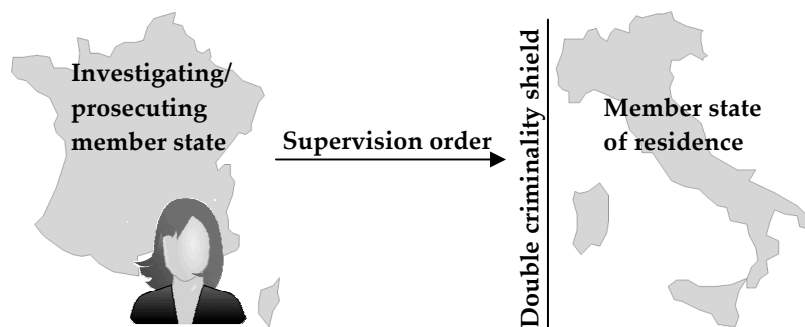 Investigating/
prosecuting
member state
Supervision order
Double criminality shield
Member state
of residence